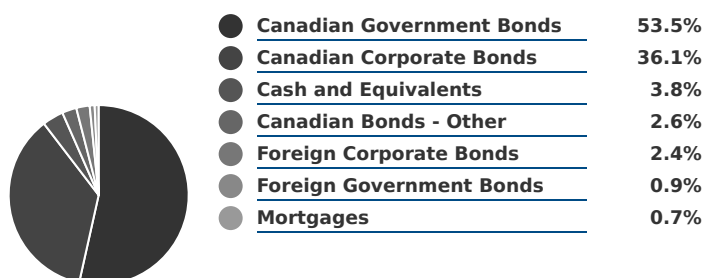 Canadian Government Bonds 53.5%
Canadian Corporate Bonds 36.1%
Cash and Equivalents 3.8%
Canadian Bonds - Other 2.6%
Foreign Corporate Bonds 2.4%
Foreign Government Bonds 0.9%
Mortgages 0.7%